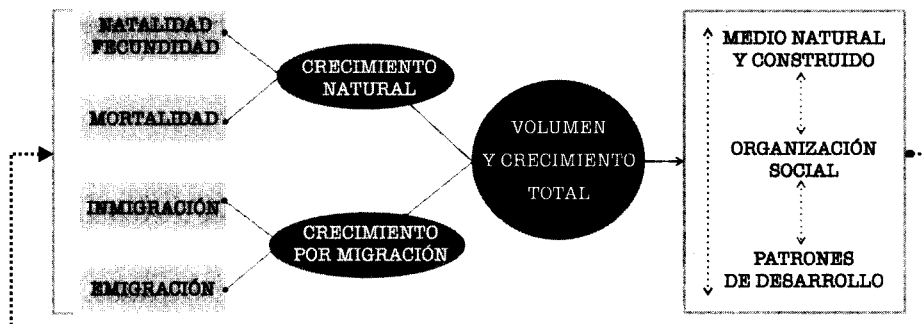 NATALIDAD
FECUNDIDAD
MORTALIDAD
INMIGRACIÓN
EMIGRACIÓN
CRECIMIENTO
NATURAL
CRECIMIENTO
POR MIGRACIÓN
VOLUMEN
Y CRECIMIENTO
TOTAL
MEDIO NATURAL
Y CONSTRUIDO
ORGANIZACIÓN
SOCIAL
PATRONES
DE DESARROLLO